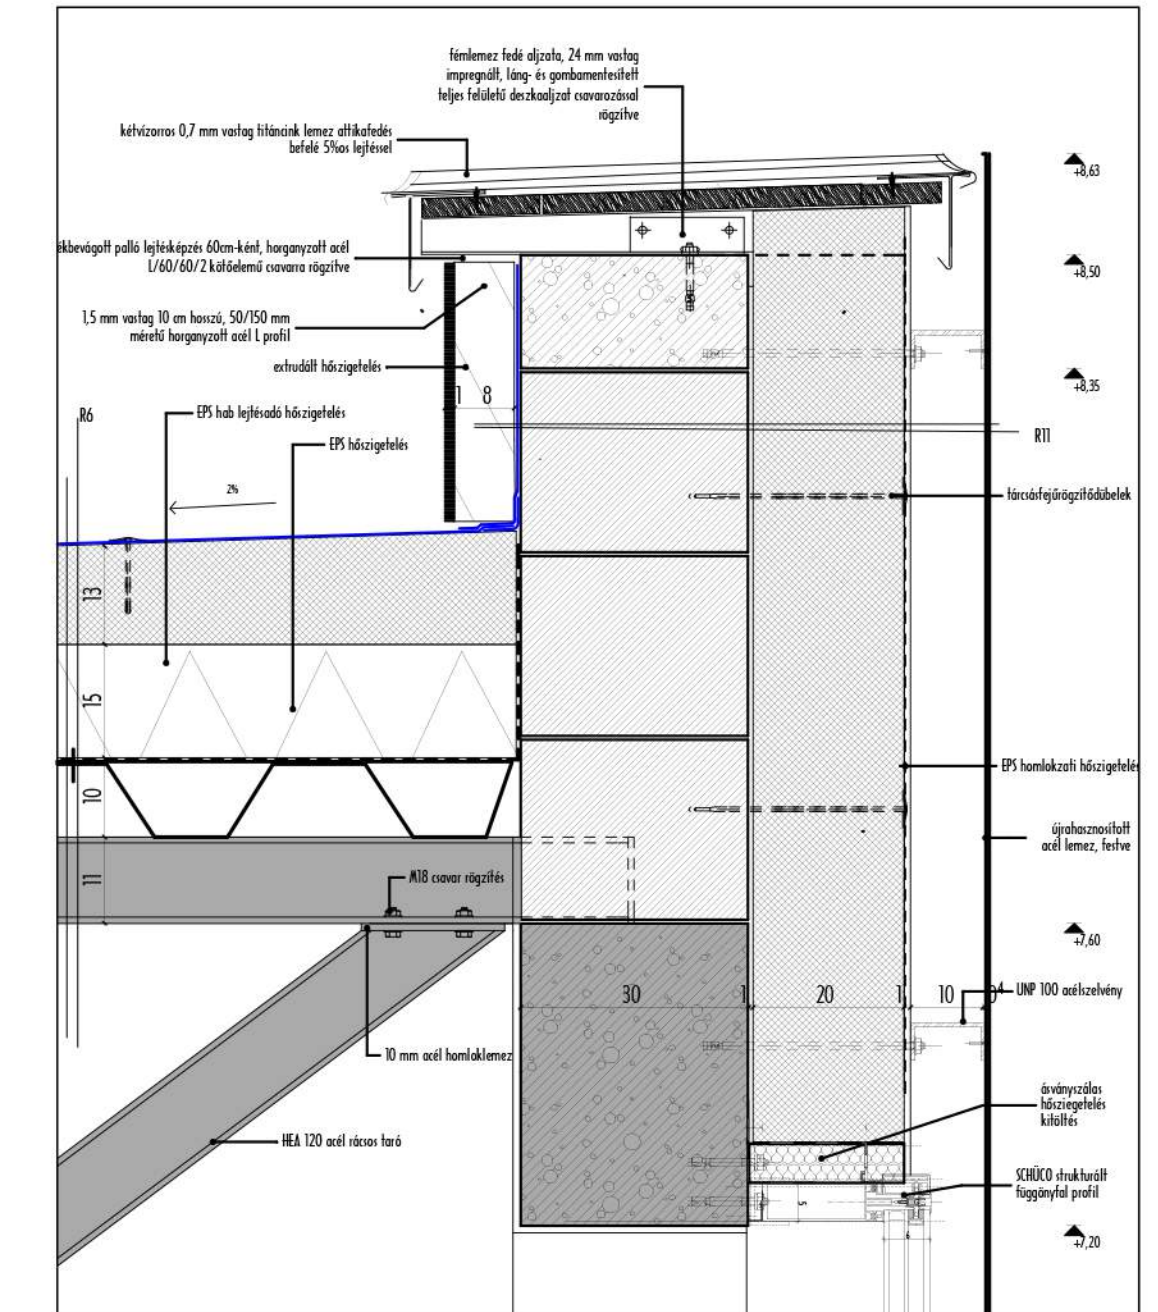 fémlemez fedé aljzata, 24 mm vastag
impregnált, láng- és gombamentesített
teljes felületű deszkaaljzat csavarozással
rögzítve
kétvízorros 0,7 mm vastag titáncink lemez attikafedés
befelé 5%os lejtéssel
+8,63
ékbevágott palló lejtésképzés 60cm-ként, horganyzott acél
L/60/60/2 kötőelemű csavarra rögzítve
+8,50
1,5 mm vastag 10 cm hosszú, 50/150 mm
méretű horganyzott acél L profil
extrudált hőszigetelés
+8,35
1 8
R6
EPS hab lejtésadó hőszigetelés
R11
EPS hőszigetelés
2%
tárcsásfejűrögzítődübelek
13
15
EPS homlokzati hőszigetelés
10
újrahasznosított
acél lemez, festve
11
M18 csavar rögzítés
+7,60
30 1 20 1 10 0⁴
UNP 100 acélszelvény
10 mm acél homloklemez
ásványszálas
hősziegetelés
kitöltés
HEA 120 acél rácsos taró
SCHÜCO strukturált
függönyfal profil
5
6
+7,20